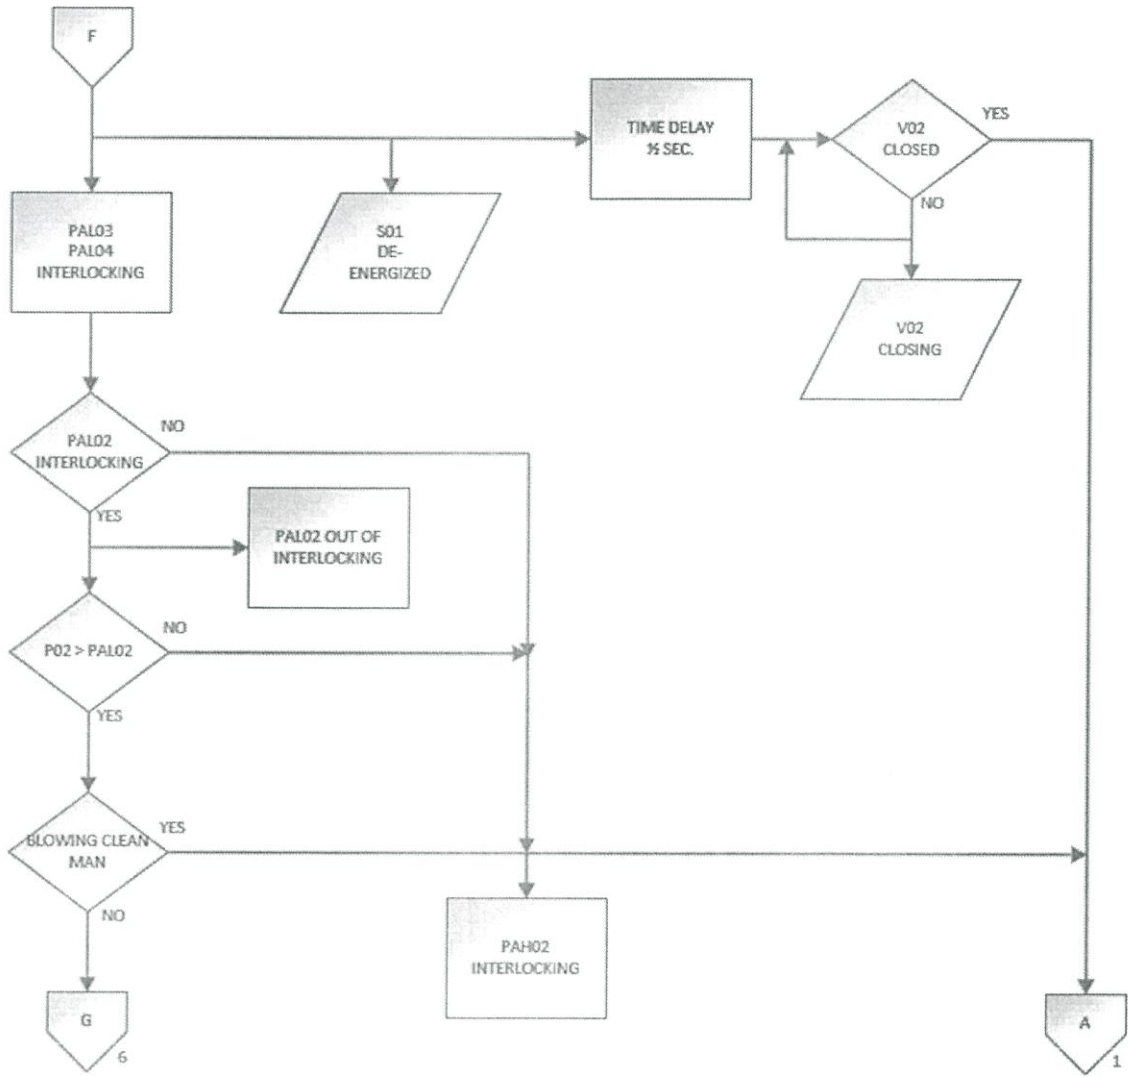 F
TIME DELAY
½ SEC.
V02
CLOSED
YES
NO
PAL03
PAL04
INTERLOCKING
S01
DE-
ENERGIZED
V02
CLOSING
PAL02
INTERLOCKING
NO
YES
PAL02 OUT OF
INTERLOCKING
P02 > PAL02
NO
YES
BLOWING CLEAN
MAN
YES
NO
PAH02
INTERLOCKING
G
6
A
1